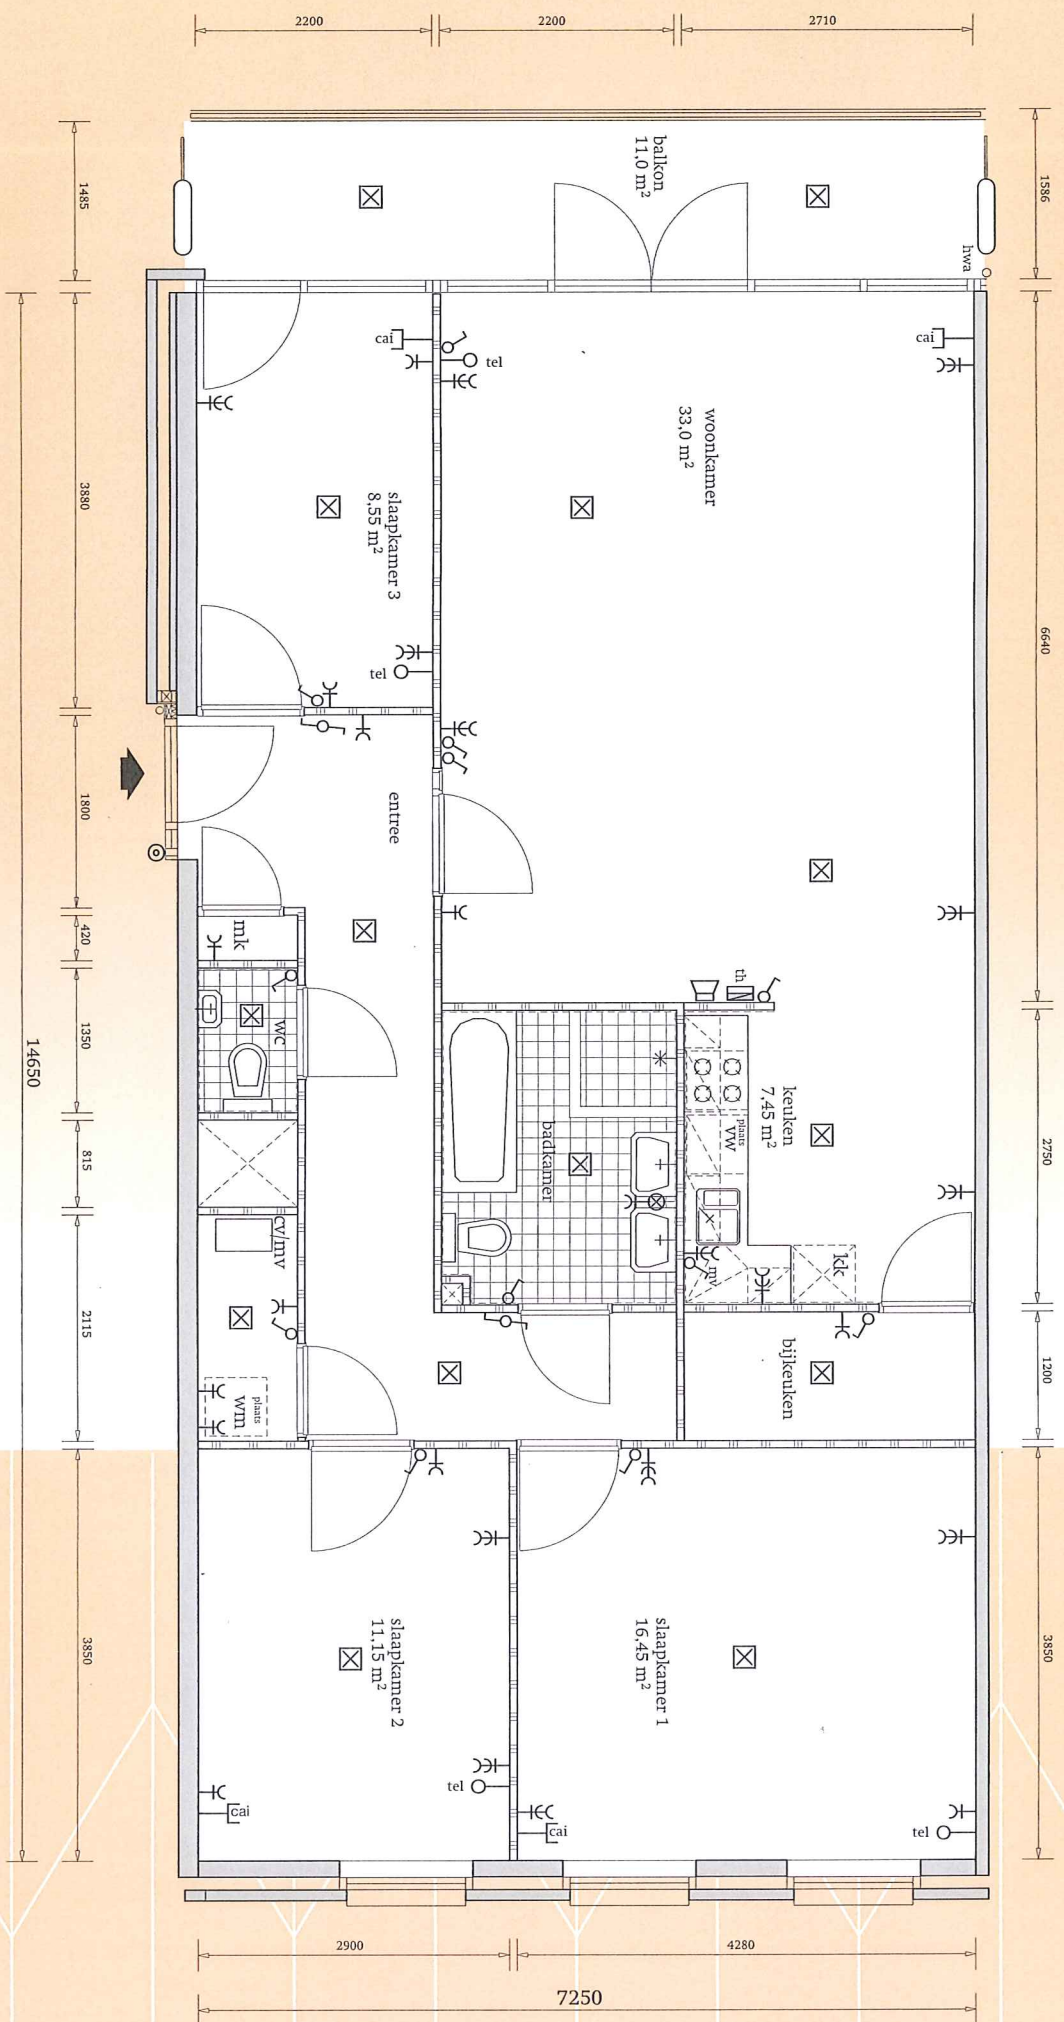 2200
2200
2710
1485
1586
balkon
11,0 m²
hwa
cai
cai
tel
woonkamer
33,0 m²
slaapkamer 3
8,55 m²
3880
6640
tel
entree
1800
420
mk
th
1350
wc
14650
keuken
7,45 m²
plaats
vw
badkamer
815
2750
cv/mv
mv
kk
2115
1200
bijkeuken
plaats
wm
3850
3850
slaapkamer 2
11,15 m²
slaapkamer 1
16,45 m²
tel
cai
cai
tel
2900
4280
7250